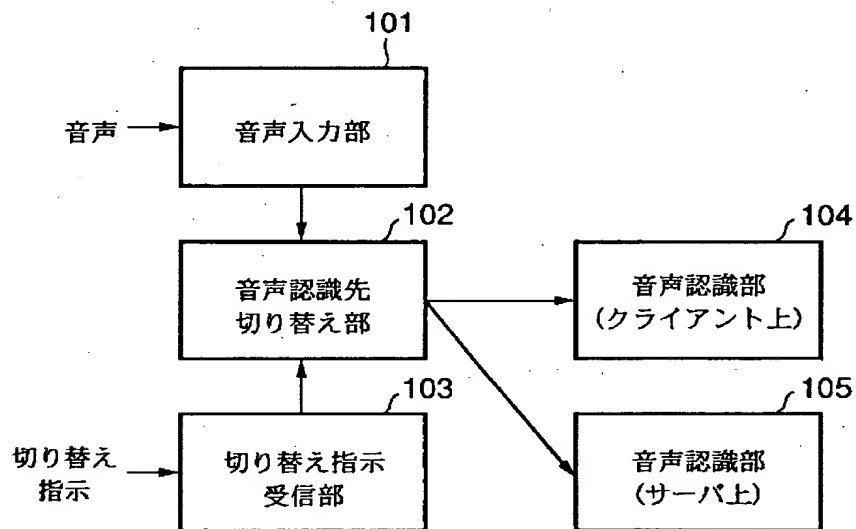 101
音声
音声入力部
102
音声認識先
切り替え部
104
音声認識部
(クライアント上)
103
切り替え
指示
切り替え指示
受信部
105
音声認識部
(サーバ上)